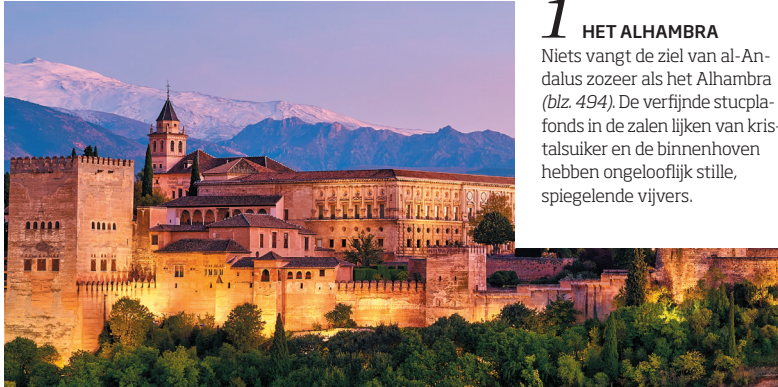 1 HET ALHAMBRA
Niets vangt de ziel van al-An-
dalus zozeer als het Alhambra
(blz. 494). De verfijnde stucpla-
fonds in de zalen lijken van kris-
talsuiker en de binnenhoven
hebben ongelooflijk stille,
spiegelende vijvers.